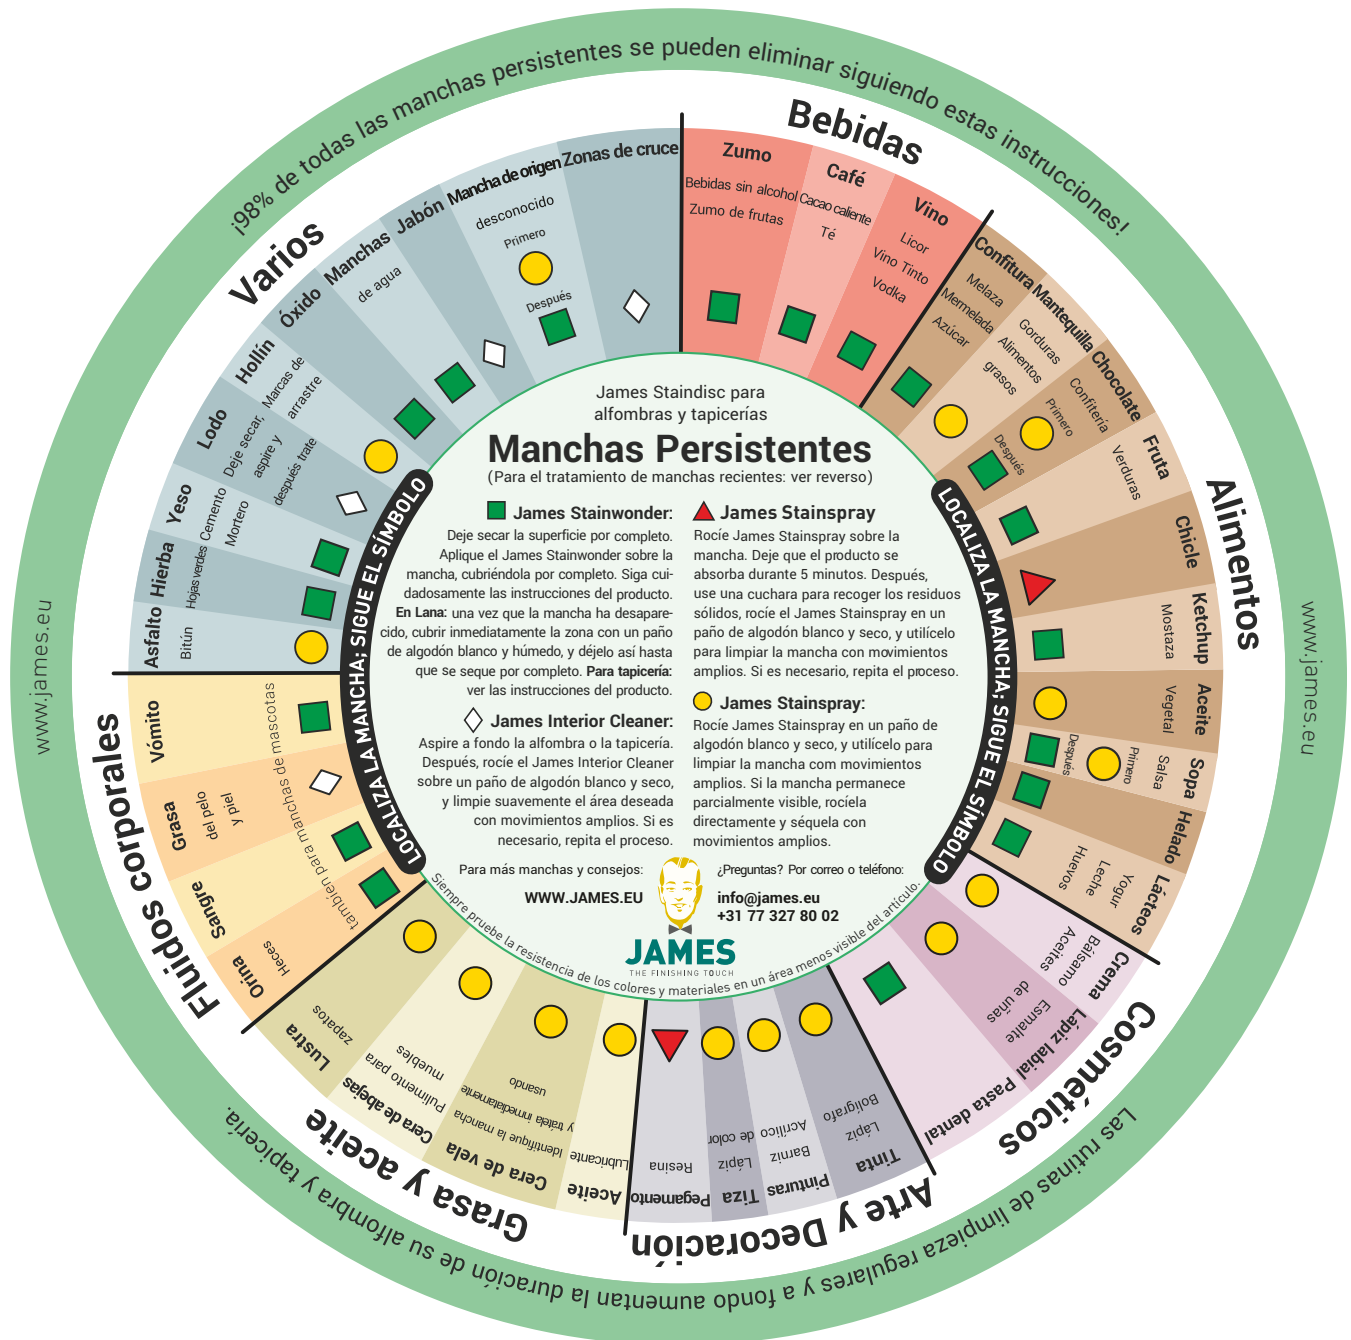 ¡98% de todas las manchas persistentes se pueden eliminar siguiendo estas instrucciones!
www.james.eu
www.james.eu
Las rutinas de limpieza regulares y a fondo aumentan la duración de su alfombra y tapicería.
Bebidas
Zumo
Bebidas sin alcohol
Zumo de frutas
Café
Cacao caliente
Té
Vino
Licor
Vino Tinto
Vodka
Alimentos
Confitura
Melaza
Mermelada
Azúcar
Mantequilla
Gorduras
Alimentos
grasos
Chocolate
Confitería
Primero
Después
Fruta
Verduras
Chicle
Ketchup
Mostaza
Aceite
Vegetal
Sopa
Salsa
Primero
Después
Helado
Lácteos
Yogur
Leche
Huevos
Cosméticos
Crema
Bálsamo
Aceites
Lápiz labial
Esmalte
de uñas
Pasta dental
Arte y Decoración
Tinta
Lápiz
Bolígrafo
Pinturas
Barniz
Acrílico
Tiza
Lápiz
de color
Pegamento
Resina
Grasa y aceite
Aceite
Lubricante
Cera de vela
Identifique la mancha
y trátela inmediatamente
usando
Cera de abejas
Pulimento para
muebles
Lustra
zapatos
Fluidos corporales
Orina
Heces
Sangre
Grasa
del pelo
y piel
Vómito
también para manchas de mascotas
Varios
Asfalto
Bitún
Hierba
Hojas verdes
Yeso
Cemento
Mortero
Lodo
Deje secar,
aspire y
después trate
Hollín
Marcas de
arrastre
Óxido
Manchas
de agua
Jabón
Mancha de origen
desconocido
Primero
Después
Zonas de cruce
LOCALIZA LA MANCHA; SIGUE EL SÍMBOLO
LOCALIZA LA MANCHA; SIGUE EL SÍMBOLO
James Staindisc para
alfombras y tapicerías
Manchas Persistentes
(Para el tratamiento de manchas recientes: ver reverso)
James Stainwonder:
Deje secar la superficie por completo.
Aplique el James Stainwonder sobre la
mancha, cubriéndola por completo. Siga cui-
dadosamente las instrucciones del producto.
En Lana: una vez que la mancha ha desapare-
cido, cubrir inmediatamente la zona con un paño
de algodón blanco y húmedo, y déjelo así hasta
que se seque por completo. Para tapicería:
ver las instrucciones del producto.
James Interior Cleaner:
Aspire a fondo la alfombra o la tapicería.
Después, rocíe el James Interior Cleaner
sobre un paño de algodón blanco y seco,
y limpie suavemente el área deseada
con movimientos amplios. Si es
necesario, repita el proceso.
James Stainspray
Rocíe James Stainspray sobre la
mancha. Deje que el producto se
absorba durante 5 minutos. Después,
use una cuchara para recoger los residuos
sólidos, rocíe el James Stainspray en un
paño de algodón blanco y seco, y utilícelo
para limpiar la mancha com movimientos
amplios. Si es necesario, repita el proceso.
James Stainspray:
Rocíe James Stainspray en un paño de
algodón blanco y seco, y utilícelo para
limpiar la mancha com movimientos
amplios. Si la mancha permanece
parcialmente visible, rocíela
directamente y séquela con
movimientos amplios.
Para más manchas y consejos:
WWW.JAMES.EU
¿Preguntas? Por correo o teléfono:
info@james.eu
+31 77 327 80 02
JAMES
THE FINISHING TOUCH
Siempre pruebe la resistencia de los colores y materiales en un área menos visible del artículo.